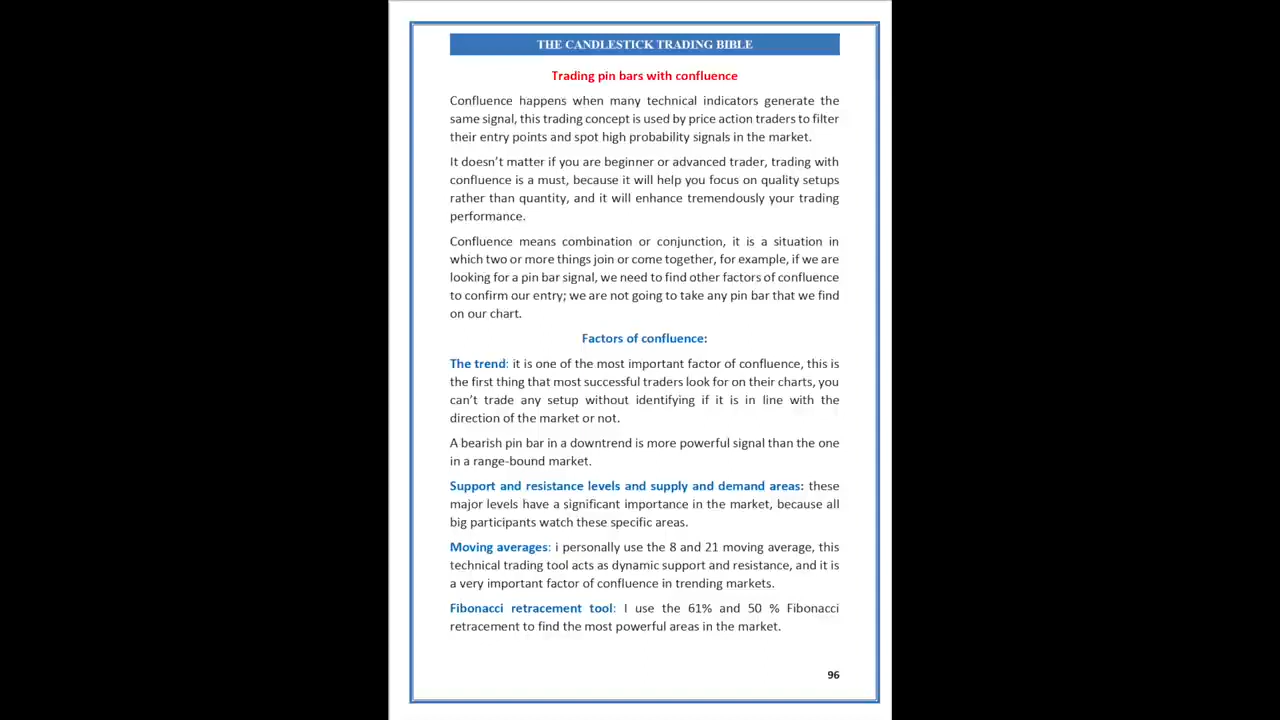 THE CANDLESTICK TRADING BIBLE
Trading pin bars with confluence
Confluence happens when many technical indicators generate the
same signal, this trading concept is used by price action traders to filter
their entry points and spot high probability signals in the market.
It doesn’t matter if you are beginner or advanced trader, trading with
confluence is a must, because it will help you focus on quality setups
rather than quantity, and it will enhance tremendously your trading
performance.
Confluence means combination or conjunction, it is a situation in
which two or more things join or come together, for example, if we are
looking for a pin bar signal, we need to find other factors of confluence
to confirm our entry; we are not going to take any pin bar that we find
on our chart.
Factors of confluence:
The trend: it is one of the most important factor of confluence, this is
the first thing that most successful traders look for on their charts, you
can’t trade any setup without identifying if it is in line with the
direction of the market or not.
A bearish pin bar in a downtrend is more powerful signal than the one
in a range-bound market.
Support and resistance levels and supply and demand areas: these
major levels have a significant importance in the market, because all
big participants watch these specific areas.
Moving averages: i personally use the 8 and 21 moving average, this
technical trading tool acts as dynamic support and resistance, and it is
a very important factor of confluence in trending markets.
Fibonacci retracement tool: I use the 61% and 50 % Fibonacci
retracement to find the most powerful areas in the market.
96